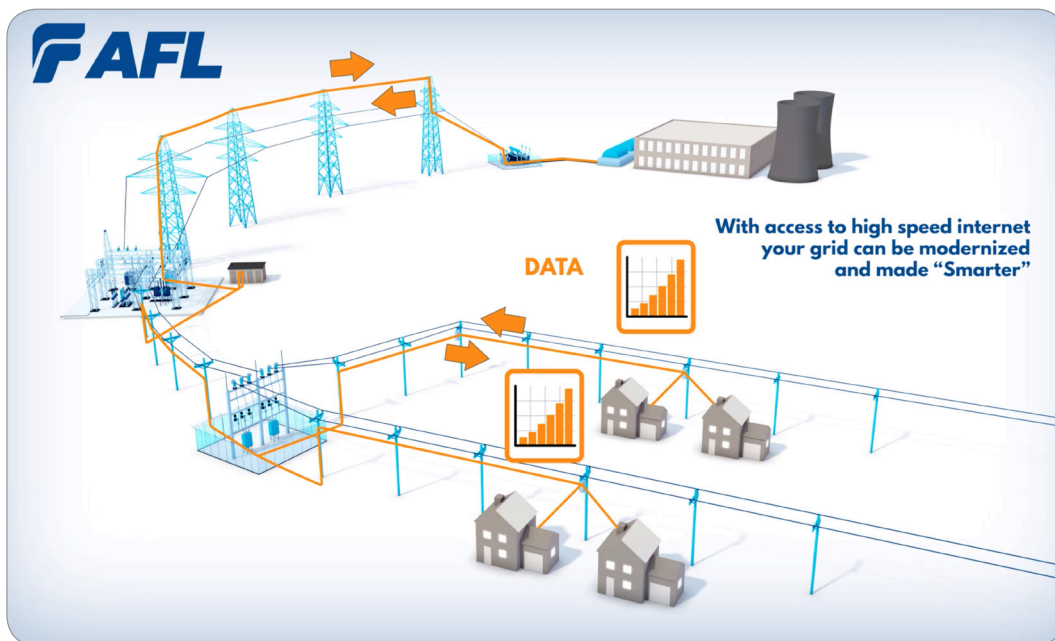 AFL
With access to high speed internet
your grid can be modernized
and made “Smarter”
DATA